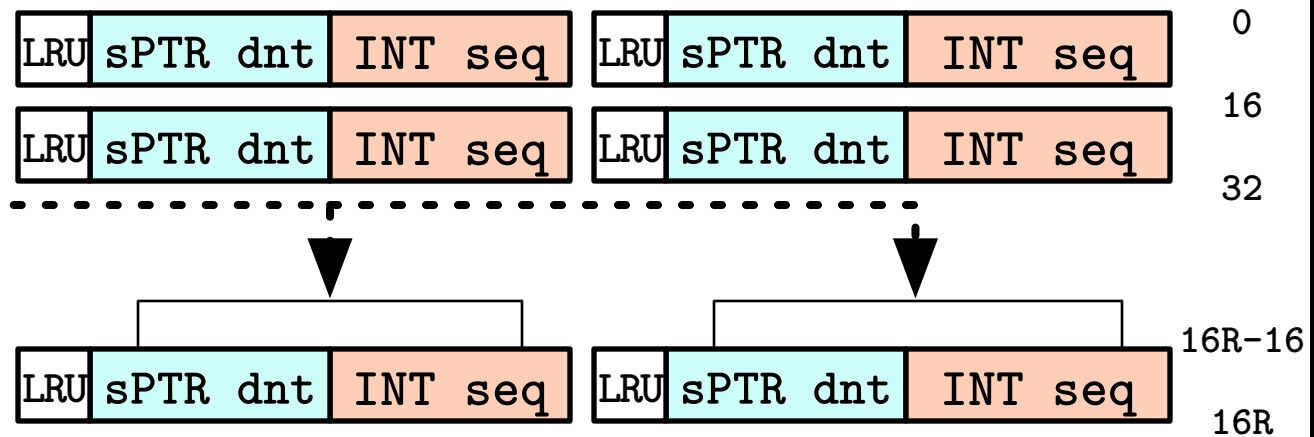 LRU sPTR dnt INT seq LRU sPTR dnt INT seq 0
16
LRU sPTR dnt INT seq LRU sPTR dnt INT seq
32
16R-16
LRU sPTR dnt INT seq LRU sPTR dnt INT seq
16R